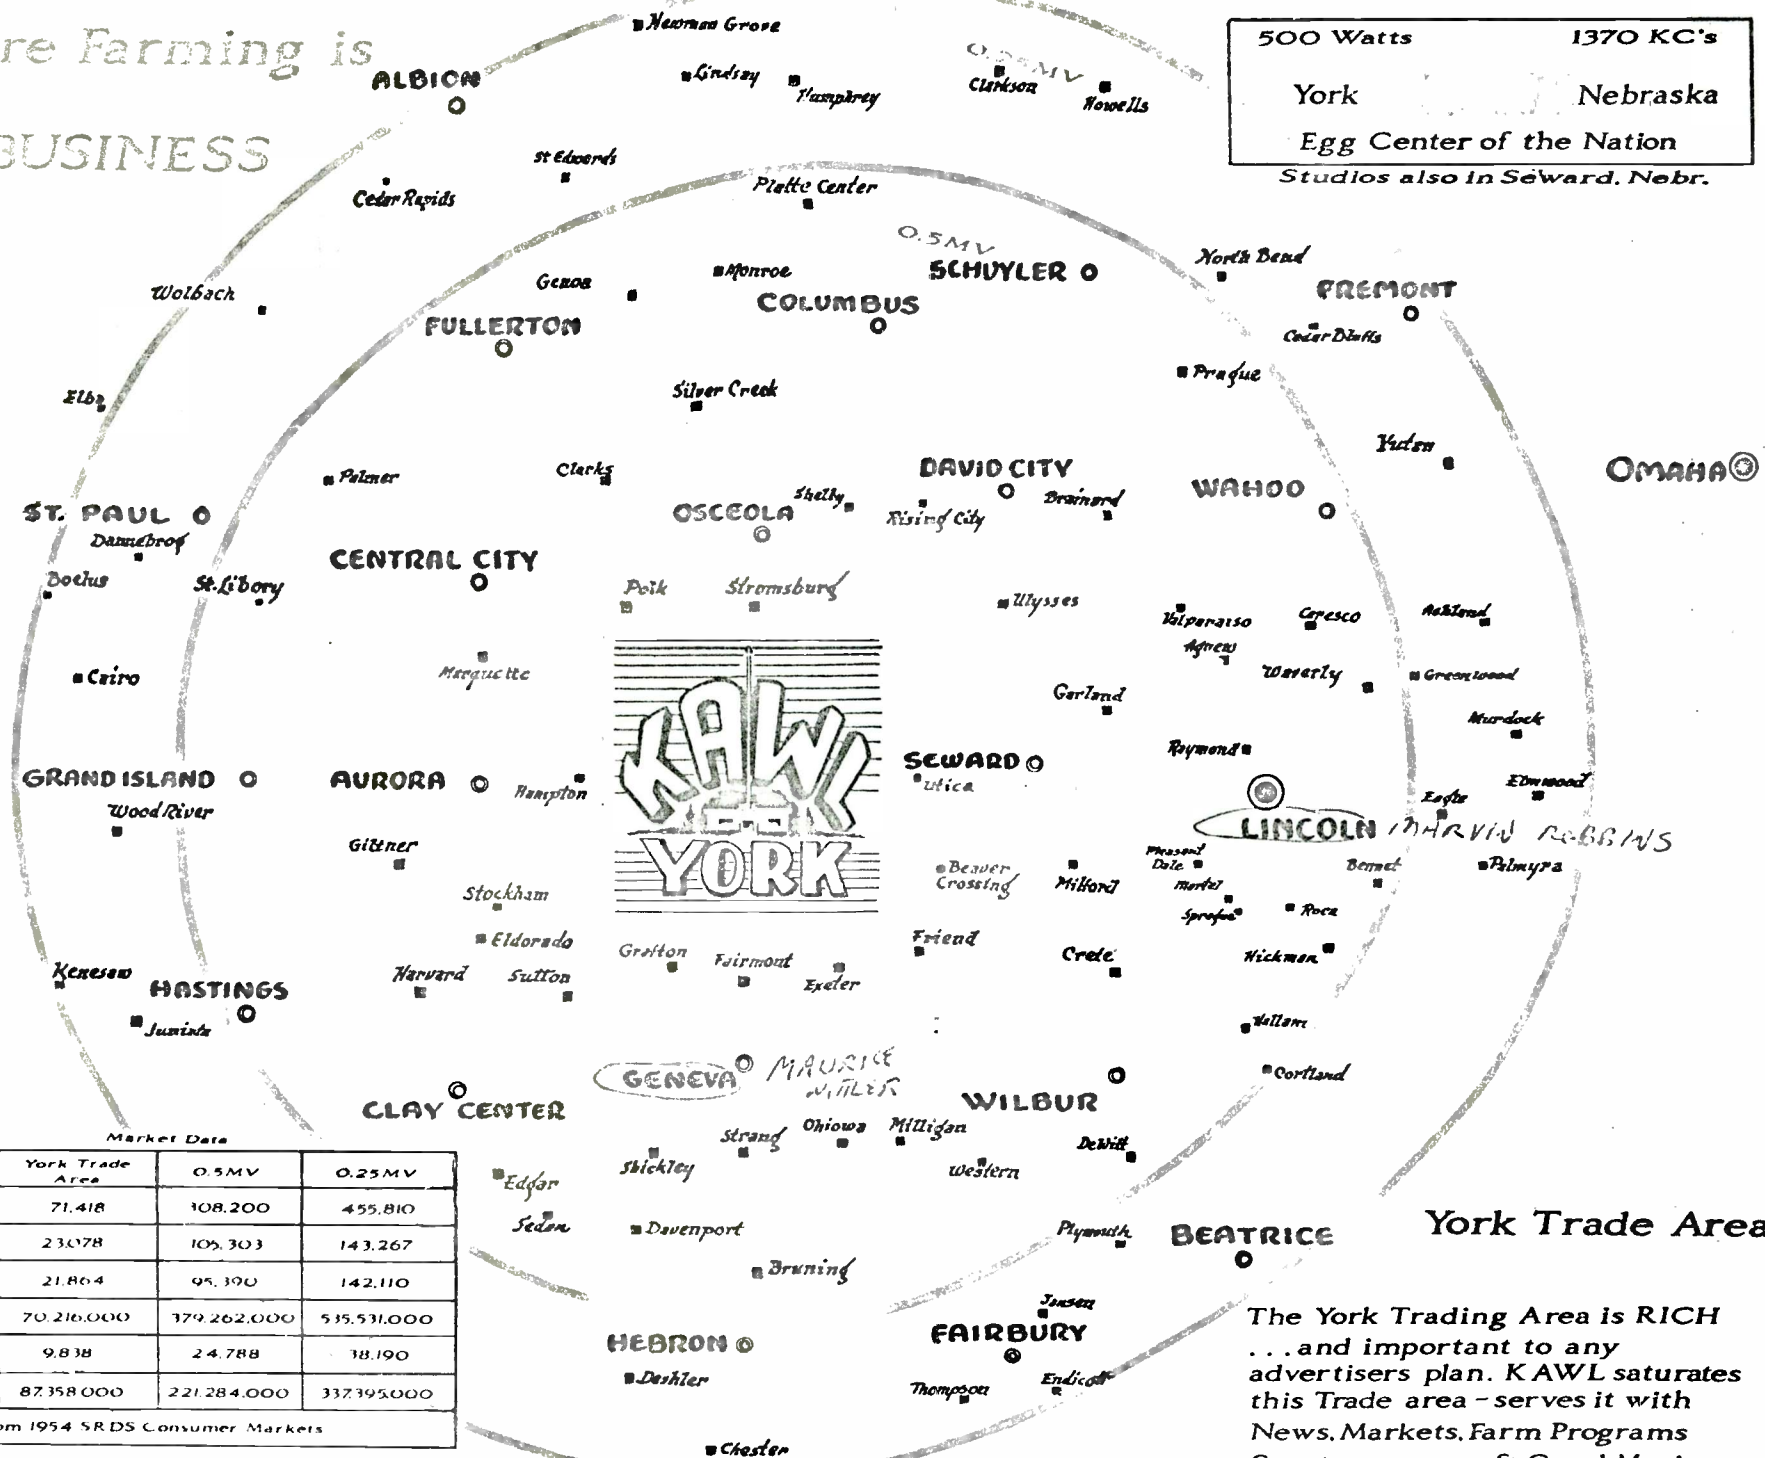 re Farming is
BUSINESS
500 Watts 1370 KC's
York Nebraska
Egg Center of the Nation
Studios also in Seward, Nebr.
Newman Grove
ALBION
Lindsay
Humphrey
0.25MV
Clarkson
Howells
St Edwards
Cedar Rapids
Platte Center
0.5MV
North Bend
Wolbach
Genoa
Monroe
SCHUYLER
COLUMBUS
FREMONT
FULLERTON
Cedar Bluffs
Elba
Silver Creek
Prague
Yutan
OMAHA
Palmer
Clarks
DAVID CITY
WAHOO
ST. PAUL
OSCEOLA
Shelby
Rising City
Brainard
Dannebrog
CENTRAL CITY
Boelus
St. Libory
Polk
Stromsburg
Ulysses
Valparaiso
Ceresco
Ashland
Agnew
Cairo
Marquette
Waverly
Greenwood
Garland
Murdock
KAWL
YORK
Raymond
GRAND ISLAND
AURORA
Hampton
SEWARD
Utica
Elmwood
Eagle
Wood River
LINCOLN
MARVIN ROBBINS
Giltner
Pleasant
Dale
Bennet
Palmyra
Beaver
Crossing
Milford
Martel
Stockham
Sprague
Roca
Eldorado
Grafton
Fairmont
Exeter
Friend
Crete
Hickman
Kenesaw
HASTINGS
Harvard
Sutton
Juniata
Hallam
GENEVA
MAURICE
Cortland
CLAY CENTER
WILBUR
Strang
Ohiowa
Milligan
DeWitt
Shickley
Western
Market Data
York Trade
Area 0.5MV 0.25MV
71,418 308,200 455,810
23,078 105,303 143,267
21,864 95,390 142,110
70,216,000 379,262,000 535,531,000
9,838 24,788 38,190
87,358,000 221,284,000 337,395,000
om 1954 SRDS Consumer Markets
Edgar
Davenport
Plymouth
BEATRICE
Bruning
Jansen
HEBRON
FAIRBURY
Deshler
Thompson
Endicott
Chester
York Trade Area
The York Trading Area is RICH
...and important to any
advertisers plan. KAWL saturates
this Trade area - serves it with
News, Markets, Farm Programs